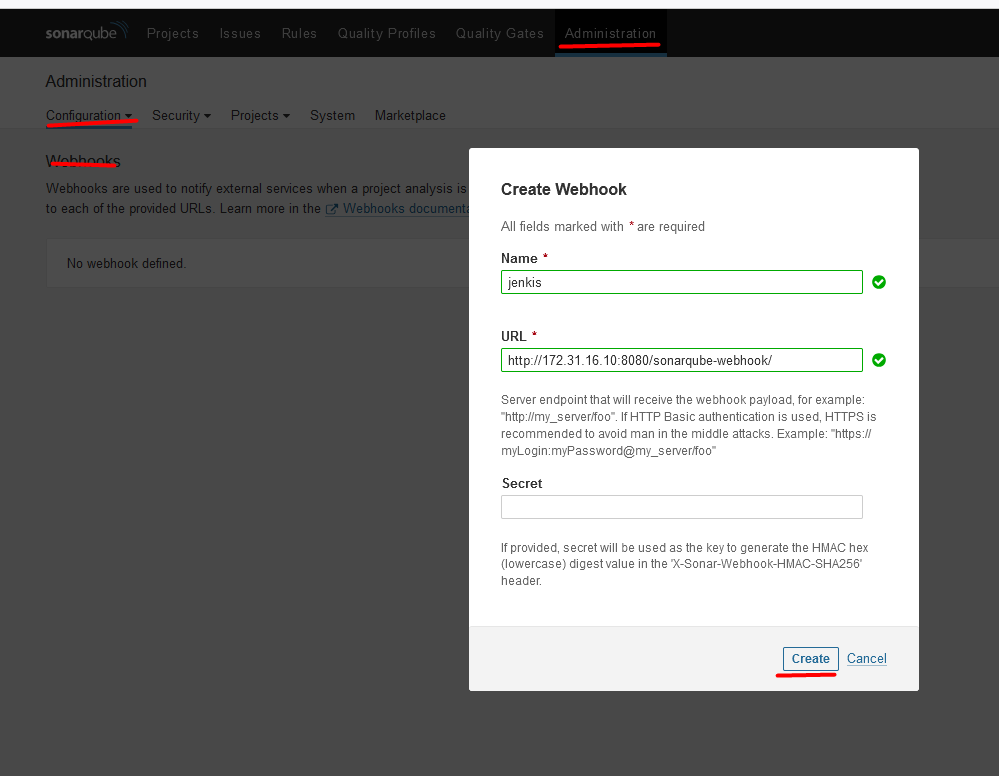 sonarqube Projects Issues Rules Quality Profiles Quality Gates Administration
Administration
Configuration Security Projects System Marketplace
Webhooks
Webhooks are used to notify external services when a project analysis is
to each of the provided URLs. Learn more in the Webhooks documenta
No webhook defined.
Create Webhook
All fields marked with * are required
Name *
jenkis
URL *
http://172.31.16.10:8080/sonarqube-webhook/
Server endpoint that will receive the webhook payload, for example:
"http://my_server/foo". If HTTP Basic authentication is used, HTTPS is
recommended to avoid man in the middle attacks. Example: "https://
myLogin:myPassword@my_server/foo"
Secret
If provided, secret will be used as the key to generate the HMAC hex
(lowercase) digest value in the 'X-Sonar-Webhook-HMAC-SHA256'
header.
Create Cancel